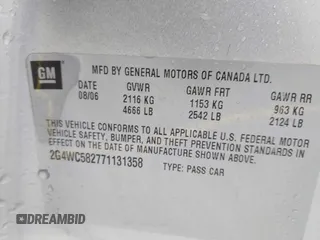 GM
MFD BY GENERAL MOTORS OF CANADA LTD.
DATE GVWR GAWR FRT GAWR RR
08/06 2116 KG 1153 KG 963 KG
4666 LB 2542 LB 2124 LB
THIS VEHICLE CONFORMS TO ALL APPLICABLE U.S. FEDERAL MOTOR
VEHICLE SAFETY, BUMPER, AND THEFT PREVENTION STANDARDS IN
EFFECT ON THE DATE OF MANUFACTURE SHOWN ABOVE.
2G4WC582771131358 TYPE: PASS CAR
DREAMBID